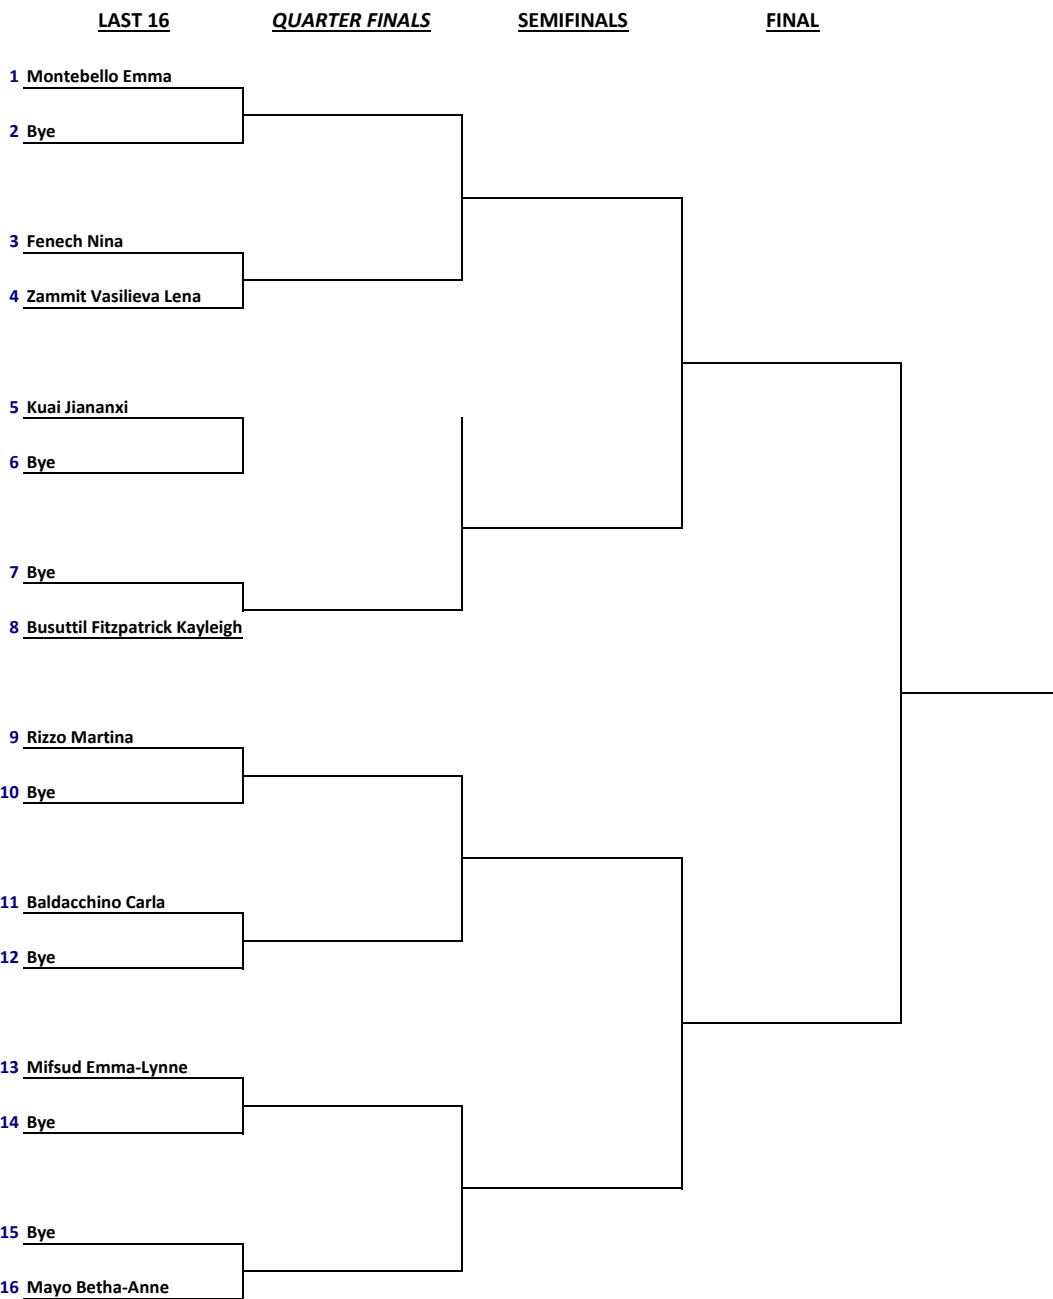 LAST 16 QUARTER FINALS SEMIFINALS FINAL
1 Montebello Emma
2 Bye
3 Fenech Nina
4 Zammit Vasilieva Lena
5 Kuai Jiananxi
6 Bye
7 Bye
8 Busuttil Fitzpatrick Kayleigh
9 Rizzo Martina
10 Bye
11 Baldacchino Carla
12 Bye
13 Mifsud Emma-Lynne
14 Bye
15 Bye
16 Mayo Betha-Anne